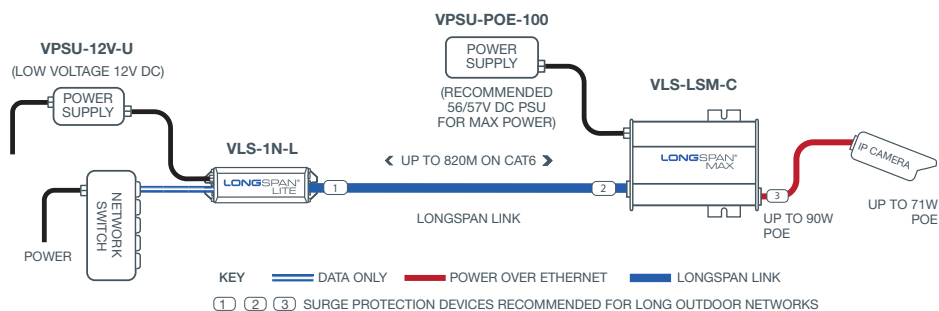 VPSU-POE-100
VPSU-12V-U
(LOW VOLTAGE 12V DC)
POWER
SUPPLY
POWER
SUPPLY
(RECOMMENDED
56/57V DC PSU
FOR MAX POWER)
VLS-LSM-C
VLS-1N-L
LONGSPAN®
LITE
UP TO 820M ON CAT6
LONGSPAN®
MAX
IP CAMERA
NETWORK
SWITCH
1
2
3
LONGSPAN LINK
UP TO 90W
POE
UP TO 71W
POE
POWER
KEY DATA ONLY POWER OVER ETHERNET LONGSPAN LINK
1 2 3 SURGE PROTECTION DEVICES RECOMMENDED FOR LONG OUTDOOR NETWORKS